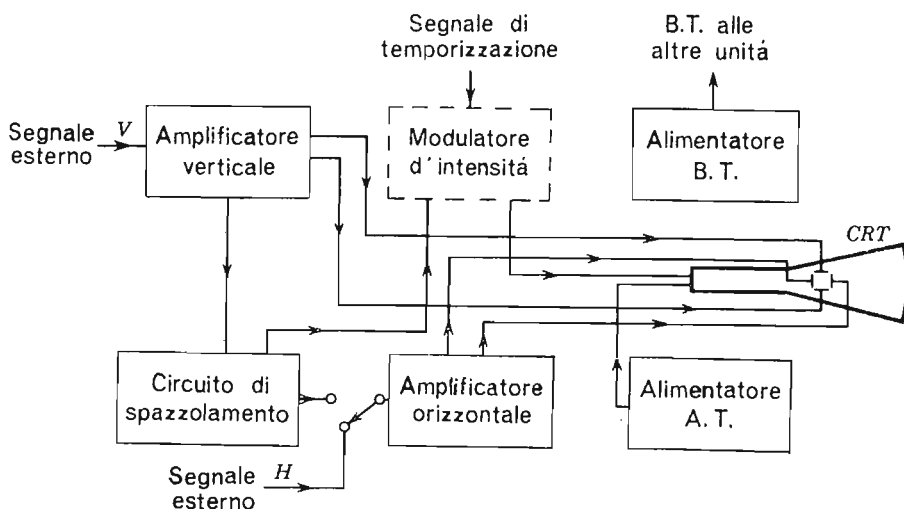 Segnale di
temporizzazione
B.T. alle
altre unitá
Segnale
esterno
V
Amplificatore
verticale
Modulatore
d'intensitá
Alimentatore
B. T.
CRT
Circuito di
spazzolamento
Amplificatore
orizzontale
Alimentatore
A. T.
Segnale
esterno
H